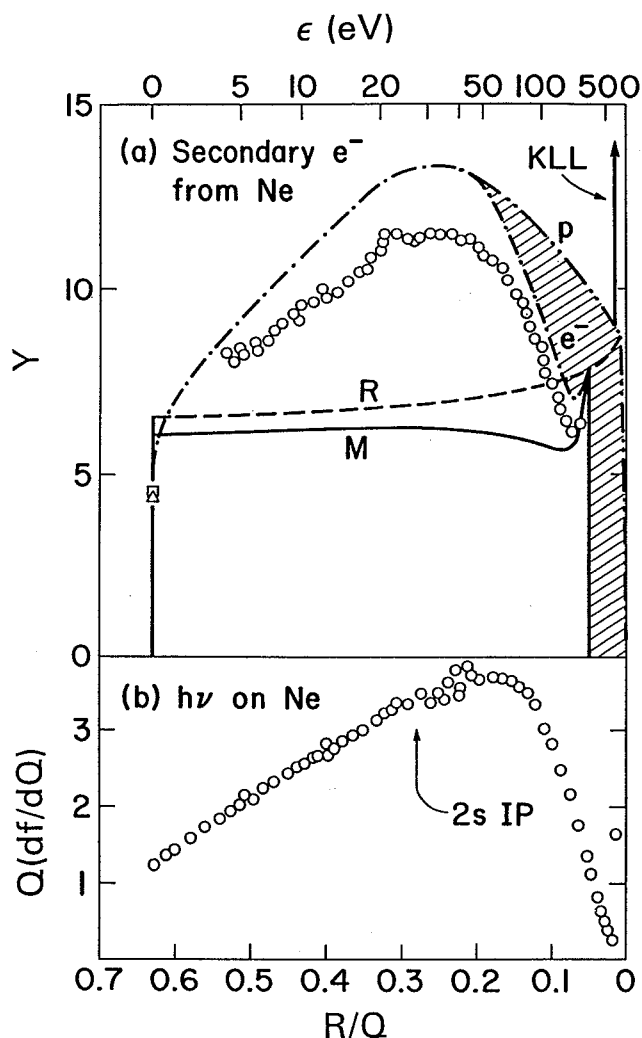 ϵ (eV)
0 5 10 20 50 100 500
15
(a) Secondary e⁻
from Ne
KLL
p
10
e⁻
Y
R
M
5
0
(b) hν on Ne
3
2s IP
2
Q(df/dQ)
1
0.7 0.6 0.5 0.4 0.3 0.2 0.1 0
R/Q